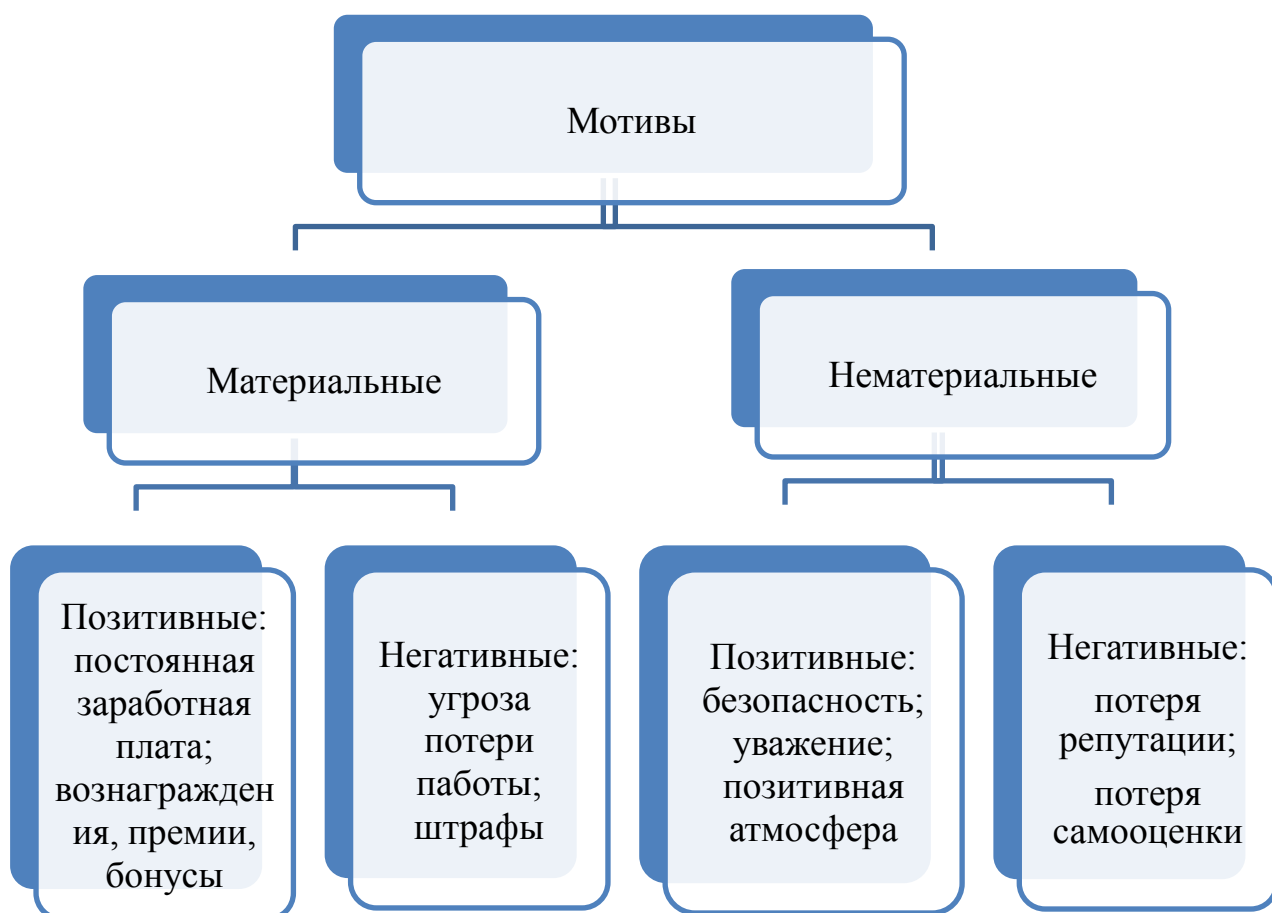 Мотивы
Материальные
Нематериальные
Позитивные:
постоянная
заработная
плата;
вознагражден
ия, премии,
бонусы
Негативные:
угроза
потери
паботы;
штрафы
Позитивные:
безопасность;
уважение;
позитивная
атмосфера
Негативные:
потеря
репутации;
потеря
самооценки